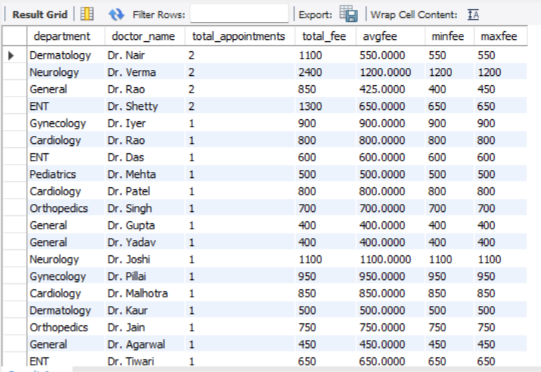 Result Grid Filter Rows: Export: Wrap Cell Content:
department doctor_name total_appointments total_fee avgfee minfee maxfee
Dermatology Dr. Nair 2 1100 550.0000 550 550
Neurology Dr. Verma 2 2400 1200.0000 1200 1200
General Dr. Rao 2 850 425.0000 400 450
ENT Dr. Shetty 2 1300 650.0000 650 650
Gynecology Dr. Iyer 1 900 900.0000 900 900
Cardiology Dr. Rao 1 800 800.0000 800 800
ENT Dr. Das 1 600 600.0000 600 600
Pediatrics Dr. Mehta 1 500 500.0000 500 500
Cardiology Dr. Patel 1 800 800.0000 800 800
Orthopedics Dr. Singh 1 700 700.0000 700 700
General Dr. Gupta 1 400 400.0000 400 400
General Dr. Yadav 1 400 400.0000 400 400
Neurology Dr. Joshi 1 1100 1100.0000 1100 1100
Gynecology Dr. Pillai 1 950 950.0000 950 950
Cardiology Dr. Malhotra 1 850 850.0000 850 850
Dermatology Dr. Kaur 1 500 500.0000 500 500
Orthopedics Dr. Jain 1 750 750.0000 750 750
General Dr. Agarwal 1 450 450.0000 450 450
ENT Dr. Tiwari 1 650 650.0000 650 650